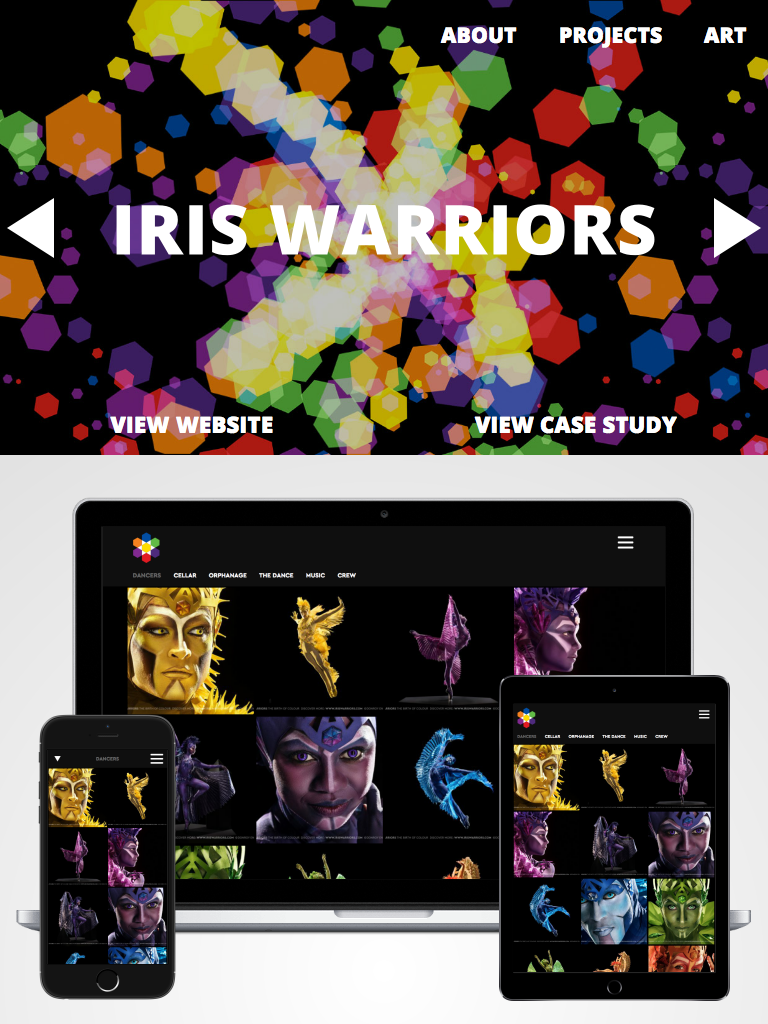 ABOUT PROJECTS ART
IRIS WARRIORS
VIEW WEBSITE VIEW CASE STUDY
DANCERS CELLAR ORPHANAGE THE DANCE MUSIC CREW
DANCERS CELLAR ORPHANAGE THE DANCE MUSIC CREW
DANCERS